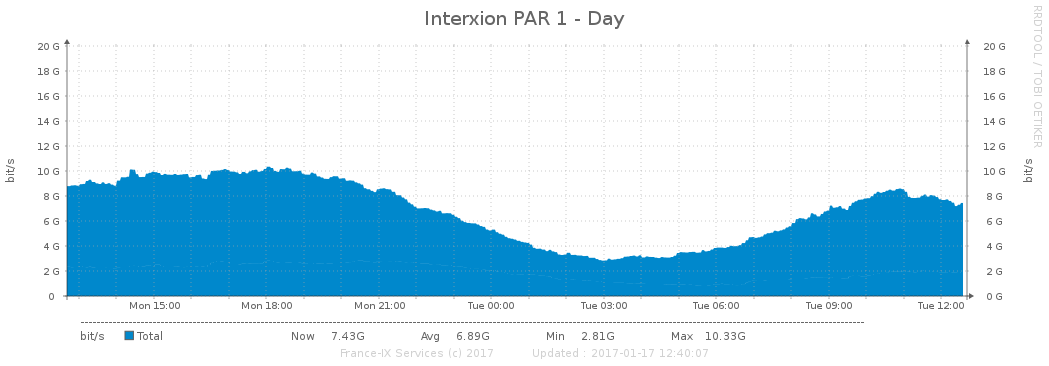 Interxion PAR 1 - Day
RRDTOOL / TOBI OETIKER
20 G 20 G
18 G 18 G
16 G 16 G
14 G 14 G
12 G 12 G
10 G 10 G
8 G 8 G
6 G 6 G
4 G 4 G
2 G 2 G
0 0 G
bit/s bit/s
Mon 15:00 Mon 18:00 Mon 21:00 Tue 00:00 Tue 03:00 Tue 06:00 Tue 09:00 Tue 12:00
bit/s Total Now 7.43G Avg 6.89G Min 2.81G Max 10.33G
France-IX Services (c) 2017 Updated : 2017-01-17 12:40:07